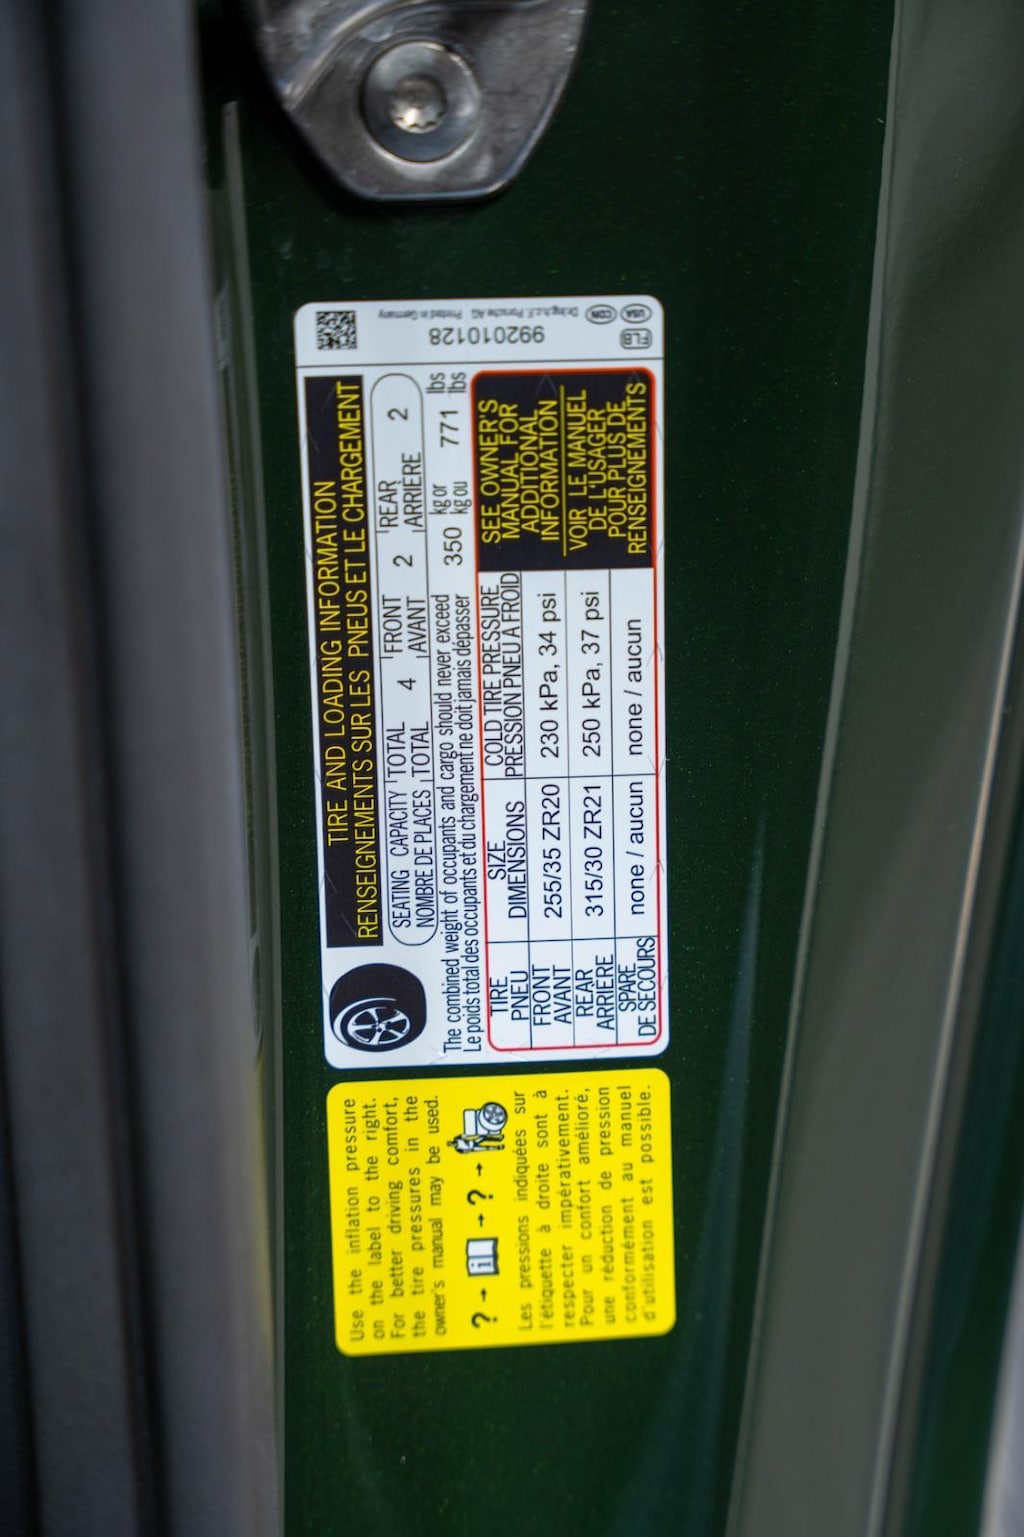 TIRE AND LOADING INFORMATION
RENSEIGNEMENTS SUR LES PNEUS ET LE CHARGEMENT
SEATING CAPACITY TOTAL 4 FRONT 2 REAR 2
NOMBRE DE PLACES TOTAL AVANT ARRIÈRE
The combined weight of occupants and cargo should never exceed 350 kg or 771 lbs
Le poids total des occupants et du chargement ne doit jamais dépasser kg ou lbs
TIRE SIZE COLD TIRE PRESSURE
PNEU DIMENSIONS PRESSION PNEU A FROID
FRONT 255/35 ZR20 230 kPa, 34 psi
AVANT
REAR 315/30 ZR21 250 kPa, 37 psi
ARRIERE
SPARE none / aucun none / aucun
DE SECOURS
SEE OWNER'S
MANUAL FOR
ADDITIONAL
INFORMATION
VOIR LE MANUEL
DE L'USAGER
POUR PLUS DE
RENSEIGNEMENTS
992010128
Dr.Ing.h.c.F. Porsche AG Printed in Germany
FLB
CDN
USA
Use the inflation pressure
on the label to the right.
For better driving comfort,
the tire pressures in the
owner's manual may be used.
? → i → ? →
Les pressions indiquées sur
l'étiquette à droite sont à
respecter impérativement.
Pour un confort amélioré,
une réduction de pression
conformément au manuel
d'utilisation est possible.